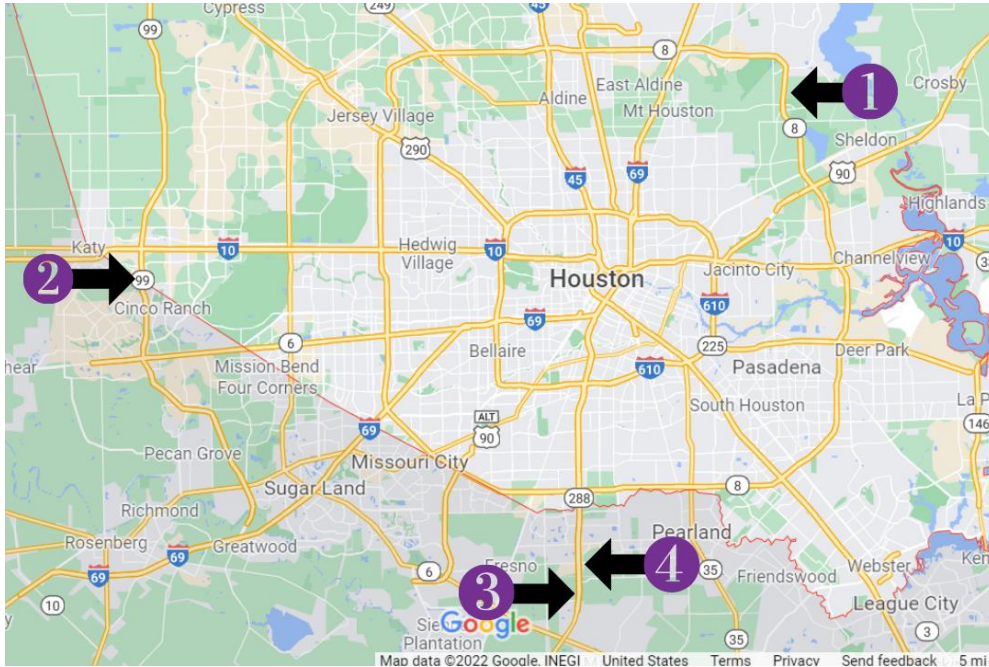 Cypress
249
45
99
8
East Aldine
Crosby
Aldine
1
Mt Houston
Jersey Village
8
Sheldon
290
90
45
69
Highlands
Katy
10
Hedwig
Village
10
10
Channelview
2
99
Houston
Jacinto City
Cinco Ranch
610
69
6
225
Bellaire
Deer Park
Mission Bend
Four Corners
610
Pasadena
South Houston
ALT
90
69
146
Pecan Grove
Missouri City
Sugar Land
8
288
Richmond
Pearland
Rosenberg
69
Greatwood
Fresno
4
Webster
69
6
3
35
Friendswood
10
League City
Google
Plantation
3
35
Map data ©2022 Google, INEGI United States Terms Privacy Send feedback 5 mi